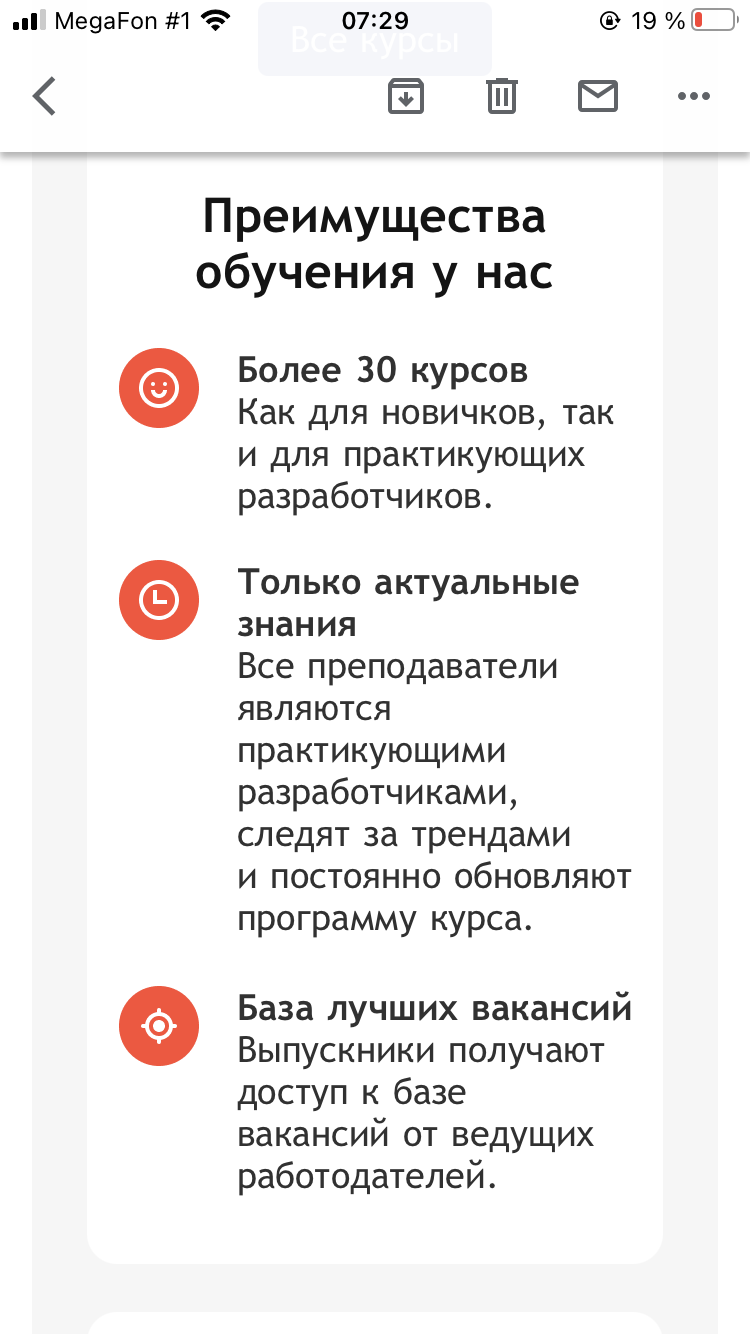 MegaFon #1 07:29 19 %
Все курсы
Преимущества
обучения у нас
Более 30 курсов
Как для новичков, так
и для практикующих
разработчиков.
Только актуальные
знания
Все преподаватели
являются
практикующими
разработчиками,
следят за трендами
и постоянно обновляют
программу курса.
База лучших вакансий
Выпускники получают
доступ к базе
вакансий от ведущих
работодателей.